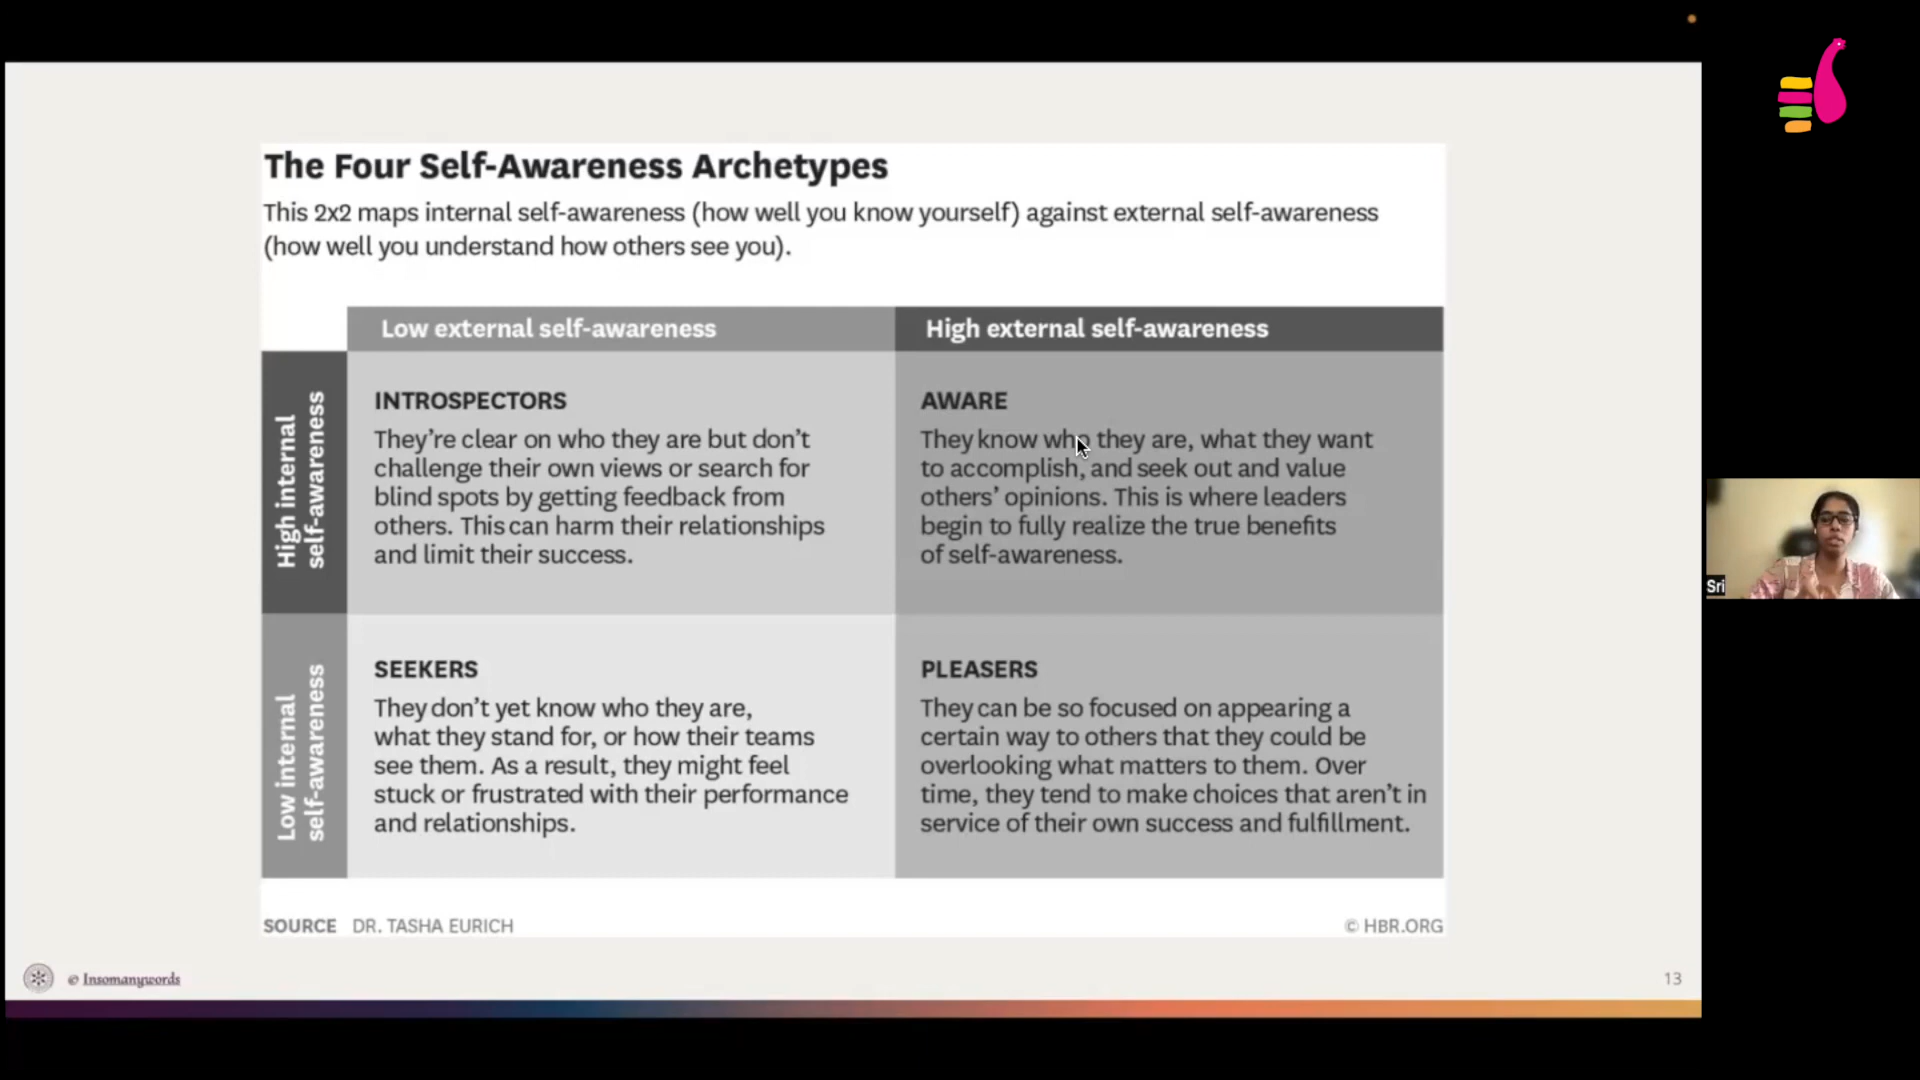 The Four Self-Awareness Archetypes
This 2x2 maps internal self-awareness (how well you know yourself) against external self-awareness
(how well you understand how others see you).
Low external self-awareness
High external self-awareness
High internal
self-awareness
INTROSPECTORS
They're clear on who they are but don't
challenge their own views or search for
blind spots by getting feedback from
others. This can harm their relationships
and limit their success.
AWARE
They know who they are, what they want
to accomplish, and seek out and value
others' opinions. This is where leaders
begin to fully realize the true benefits
of self-awareness.
Low internal
self-awareness
SEEKERS
They don't yet know who they are,
what they stand for, or how their teams
see them. As a result, they might feel
stuck or frustrated with their performance
and relationships.
PLEASERS
They can be so focused on appearing a
certain way to others that they could be
overlooking what matters to them. Over
time, they tend to make choices that aren't in
service of their own success and fulfillment.
SOURCE DR. TASHA EURICH
© HBR.ORG
© Insomanywords
13
Sri